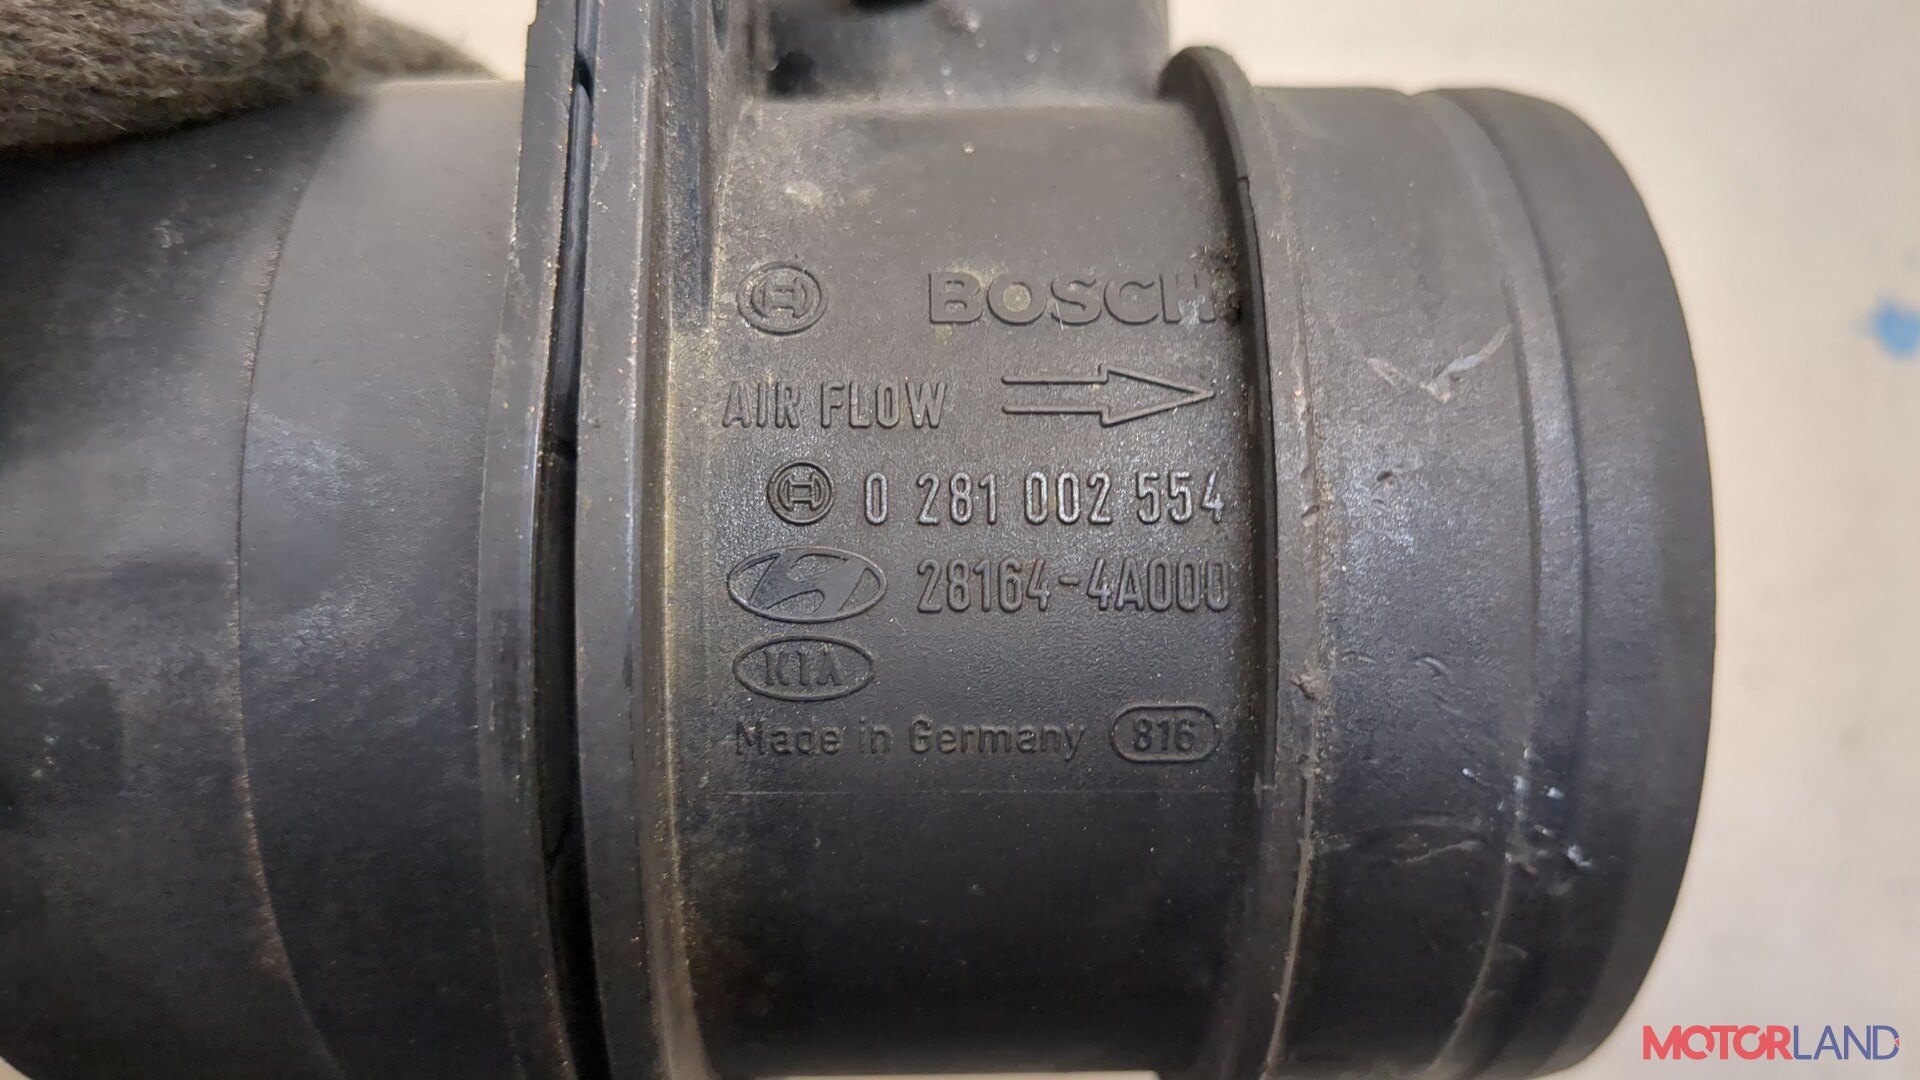 BOSCH
AIR FLOW
0 281 002 554
28164-4A000
KIA
Made in Germany 816
MOTORLAND